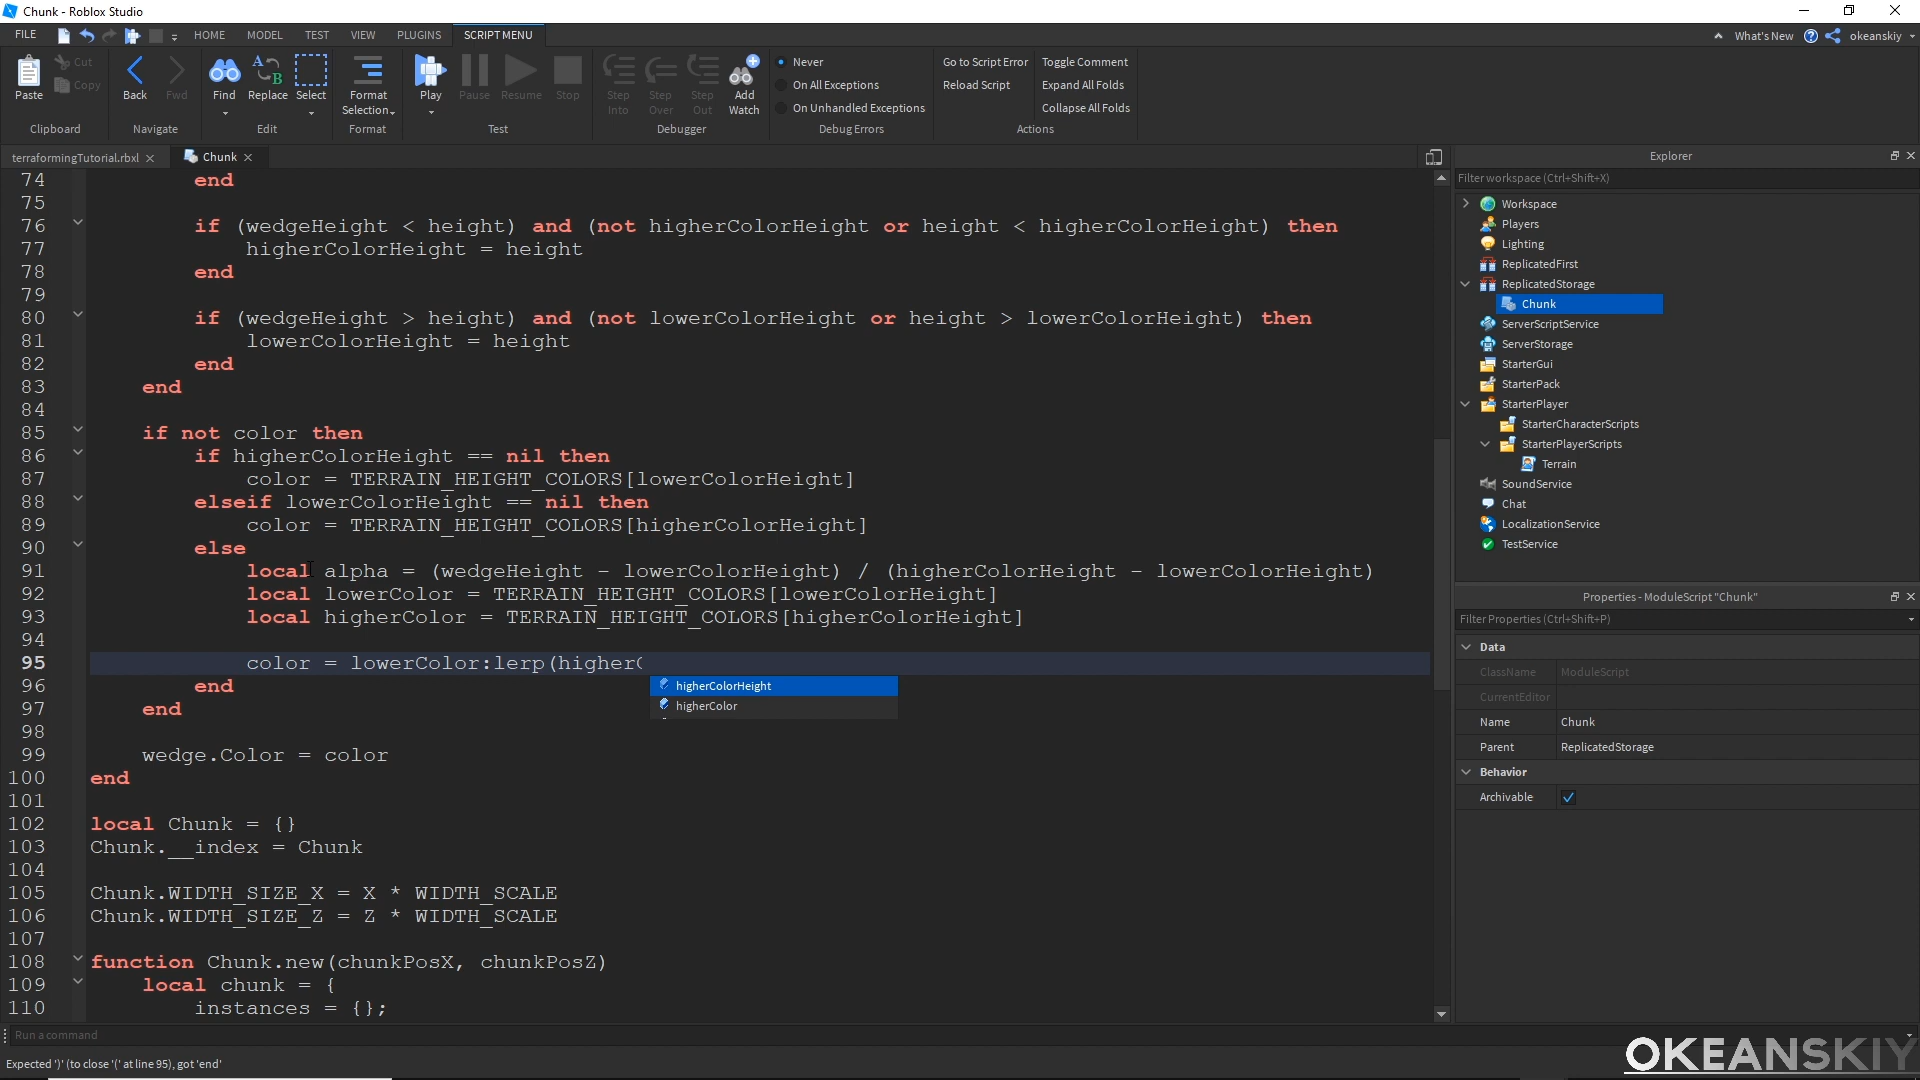 Chunk - Roblox Studio
FILE HOME MODEL TEST VIEW PLUGINS SCRIPT MENU What's New okeanskiy
Paste Cut Copy Back Fwd Find Replace Select Format Selection Play Pause Resume Stop Step Into Step Over Step Out Add Watch
Never Go to Script Error Toggle Comment
On All Exceptions Reload Script Expand All Folds
On Unhandled Exceptions Collapse All Folds
Clipboard Navigate Edit Format Test Debugger Debug Errors Actions
terraformingTutorial.rbxl Chunk
74 end
75
76 if (wedgeHeight < height) and (not higherColorHeight or height < higherColorHeight) then
77 higherColorHeight = height
78 end
79
80 if (wedgeHeight > height) and (not lowerColorHeight or height > lowerColorHeight) then
81 lowerColorHeight = height
82 end
83 end
84
85 if not color then
86 if higherColorHeight == nil then
87 color = TERRAIN_HEIGHT_COLORS[lowerColorHeight]
88 elseif lowerColorHeight == nil then
89 color = TERRAIN_HEIGHT_COLORS[higherColorHeight]
90 else
91 local alpha = (wedgeHeight - lowerColorHeight) / (higherColorHeight - lowerColorHeight)
92 local lowerColor = TERRAIN_HEIGHT_COLORS[lowerColorHeight]
93 local higherColor = TERRAIN_HEIGHT_COLORS[higherColorHeight]
94
95 color = lowerColor:lerp(higherC
higherColorHeight
higherColor
96 end
97 end
98
99 wedge.Color = color
100 end
101
102 local Chunk = {}
103 Chunk.__index = Chunk
104
105 Chunk.WIDTH_SIZE_X = X * WIDTH_SCALE
106 Chunk.WIDTH_SIZE_Z = Z * WIDTH_SCALE
107
108 function Chunk.new(chunkPosX, chunkPosZ)
109 local chunk = {
110 instances = {};
Run a command
Expected ')' (to close '(' at line 95), got 'end'
Explorer
Filter workspace (Ctrl+Shift+X)
Workspace
Players
Lighting
ReplicatedFirst
ReplicatedStorage
Chunk
ServerScriptService
ServerStorage
StarterGui
StarterPack
StarterPlayer
StarterCharacterScripts
StarterPlayerScripts
Terrain
SoundService
Chat
LocalizationService
TestService
Properties - ModuleScript "Chunk"
Filter Properties (Ctrl+Shift+P)
Data
ClassName ModuleScript
CurrentEditor
Name Chunk
Parent ReplicatedStorage
Behavior
Archivable
OKEANSKIY